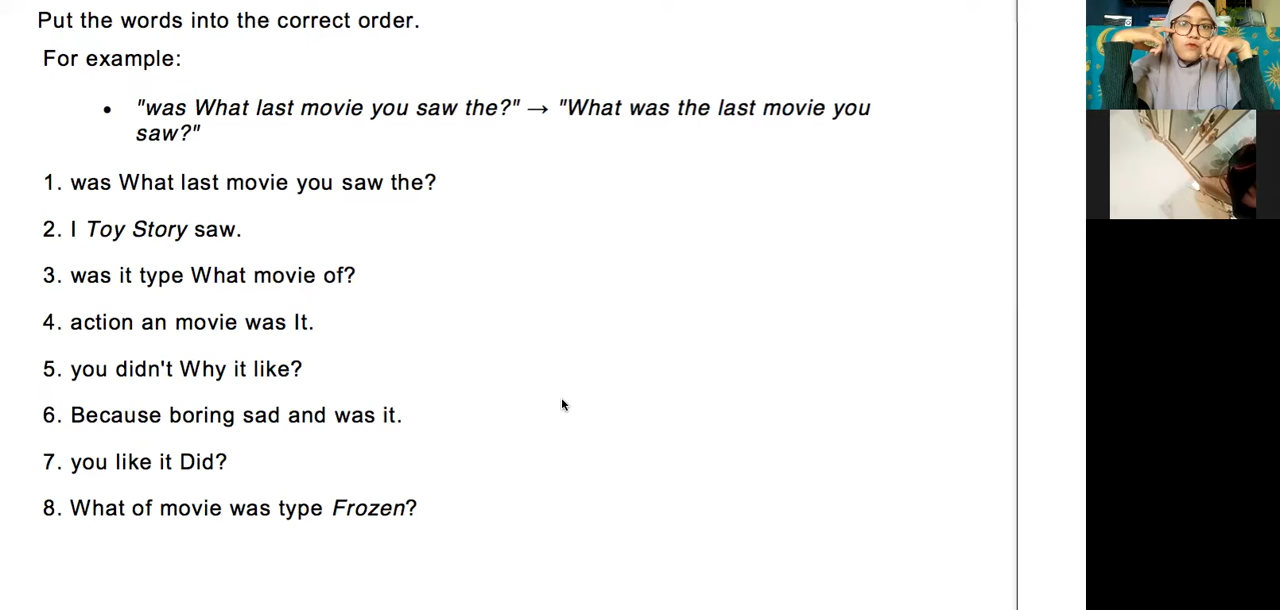 Put the words into the correct order.
For example:
• "was What last movie you saw the?" → "What was the last movie you
saw?"
1. was What last movie you saw the?
2. I Toy Story saw.
3. was it type What movie of?
4. action an movie was It.
5. you didn't Why it like?
6. Because boring sad and was it.
7. you like it Did?
8. What of movie was type Frozen?